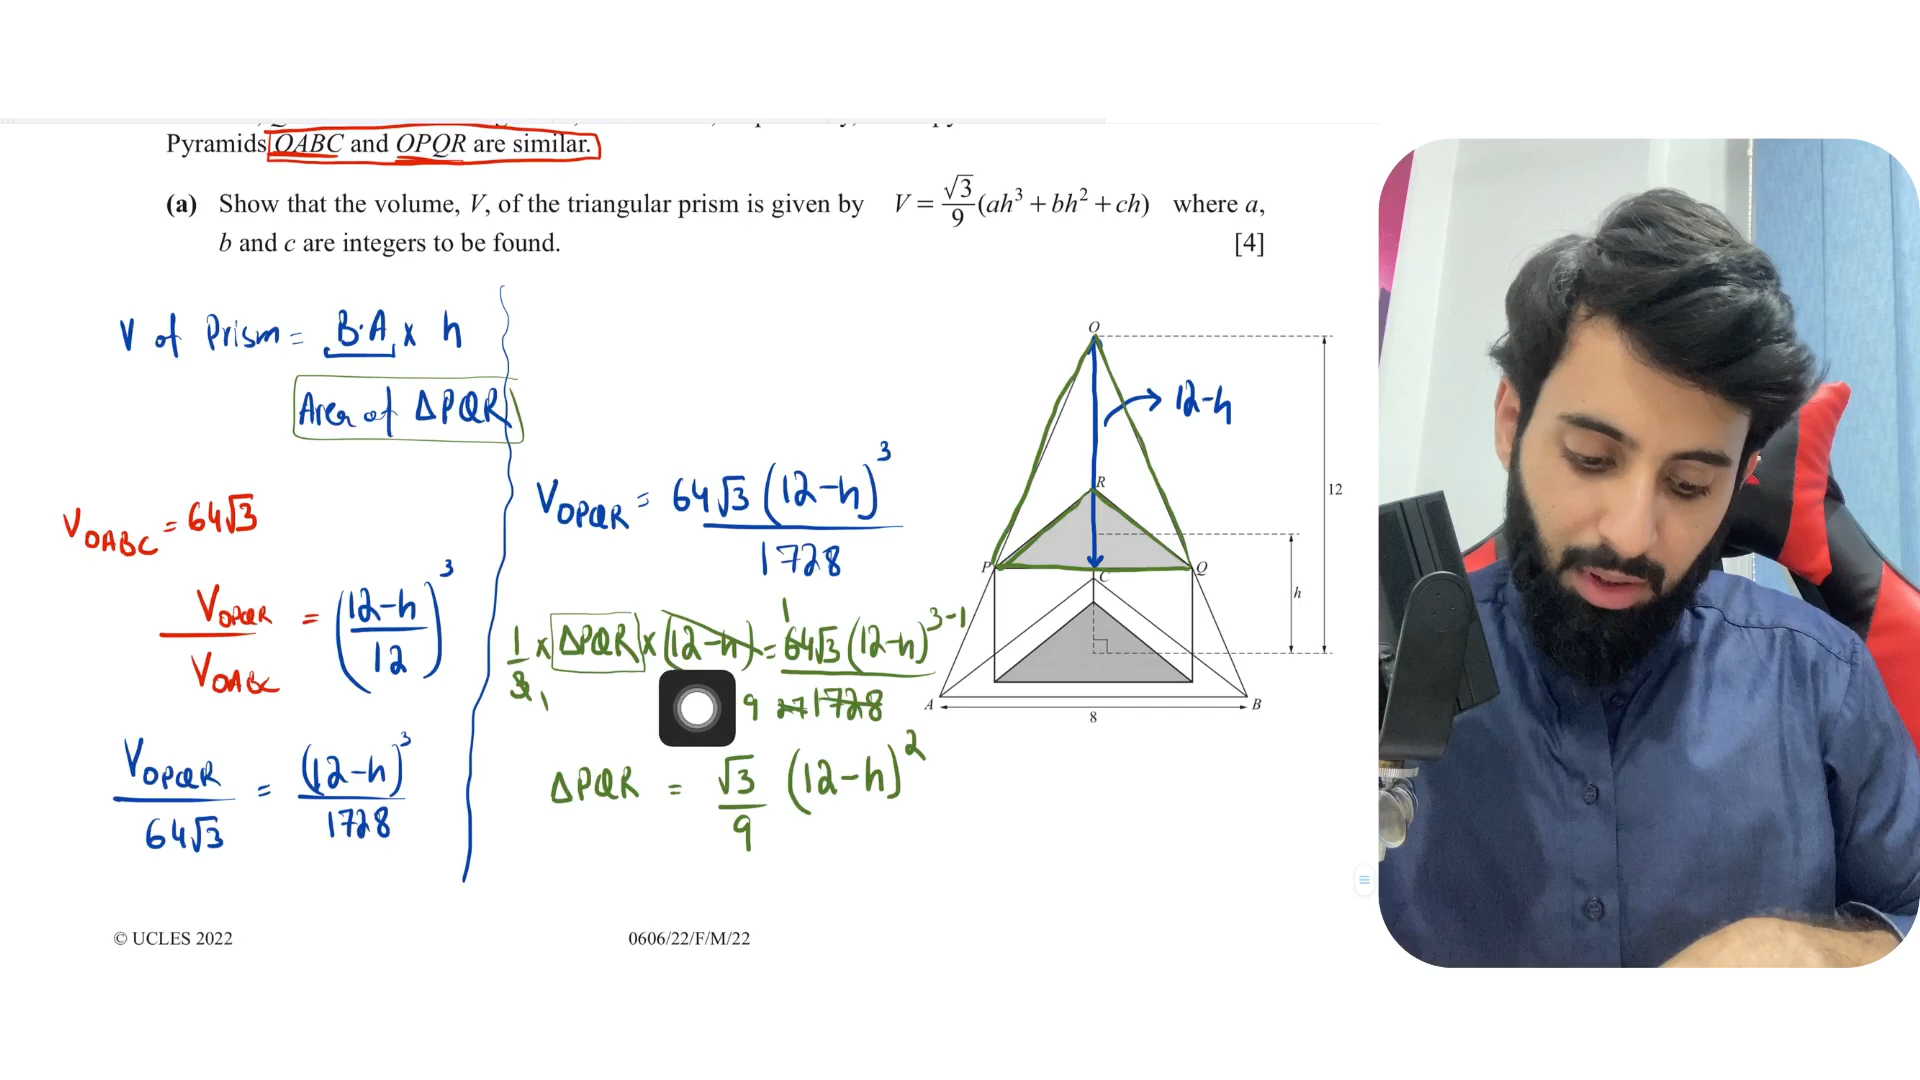 Pyramids OABC and OPQR are similar.
(a) Show that the volume, V, of the triangular prism is given by V = √3/9 (ah³ + bh² + ch) where a,
b and c are integers to be found.
[4]
V of Prism = B.A × h
Area of ΔPQR
V_OABC = 64√3
V_OPQR / V_OABC = ((12-h)/12)³
V_OPQR / 64√3 = (12-h)³ / 1728
V_OPQR = 64√3 (12-h)³ / 1728
1/3 × ΔPQR × (12-h) = 64√3 (12-h)³⁻¹ / 1728
1
1
9 27
ΔPQR = √3/9 (12-h)²
O
12-h
R
12
P
Q
C
h
A
B
8
© UCLES 2022
0606/22/F/M/22